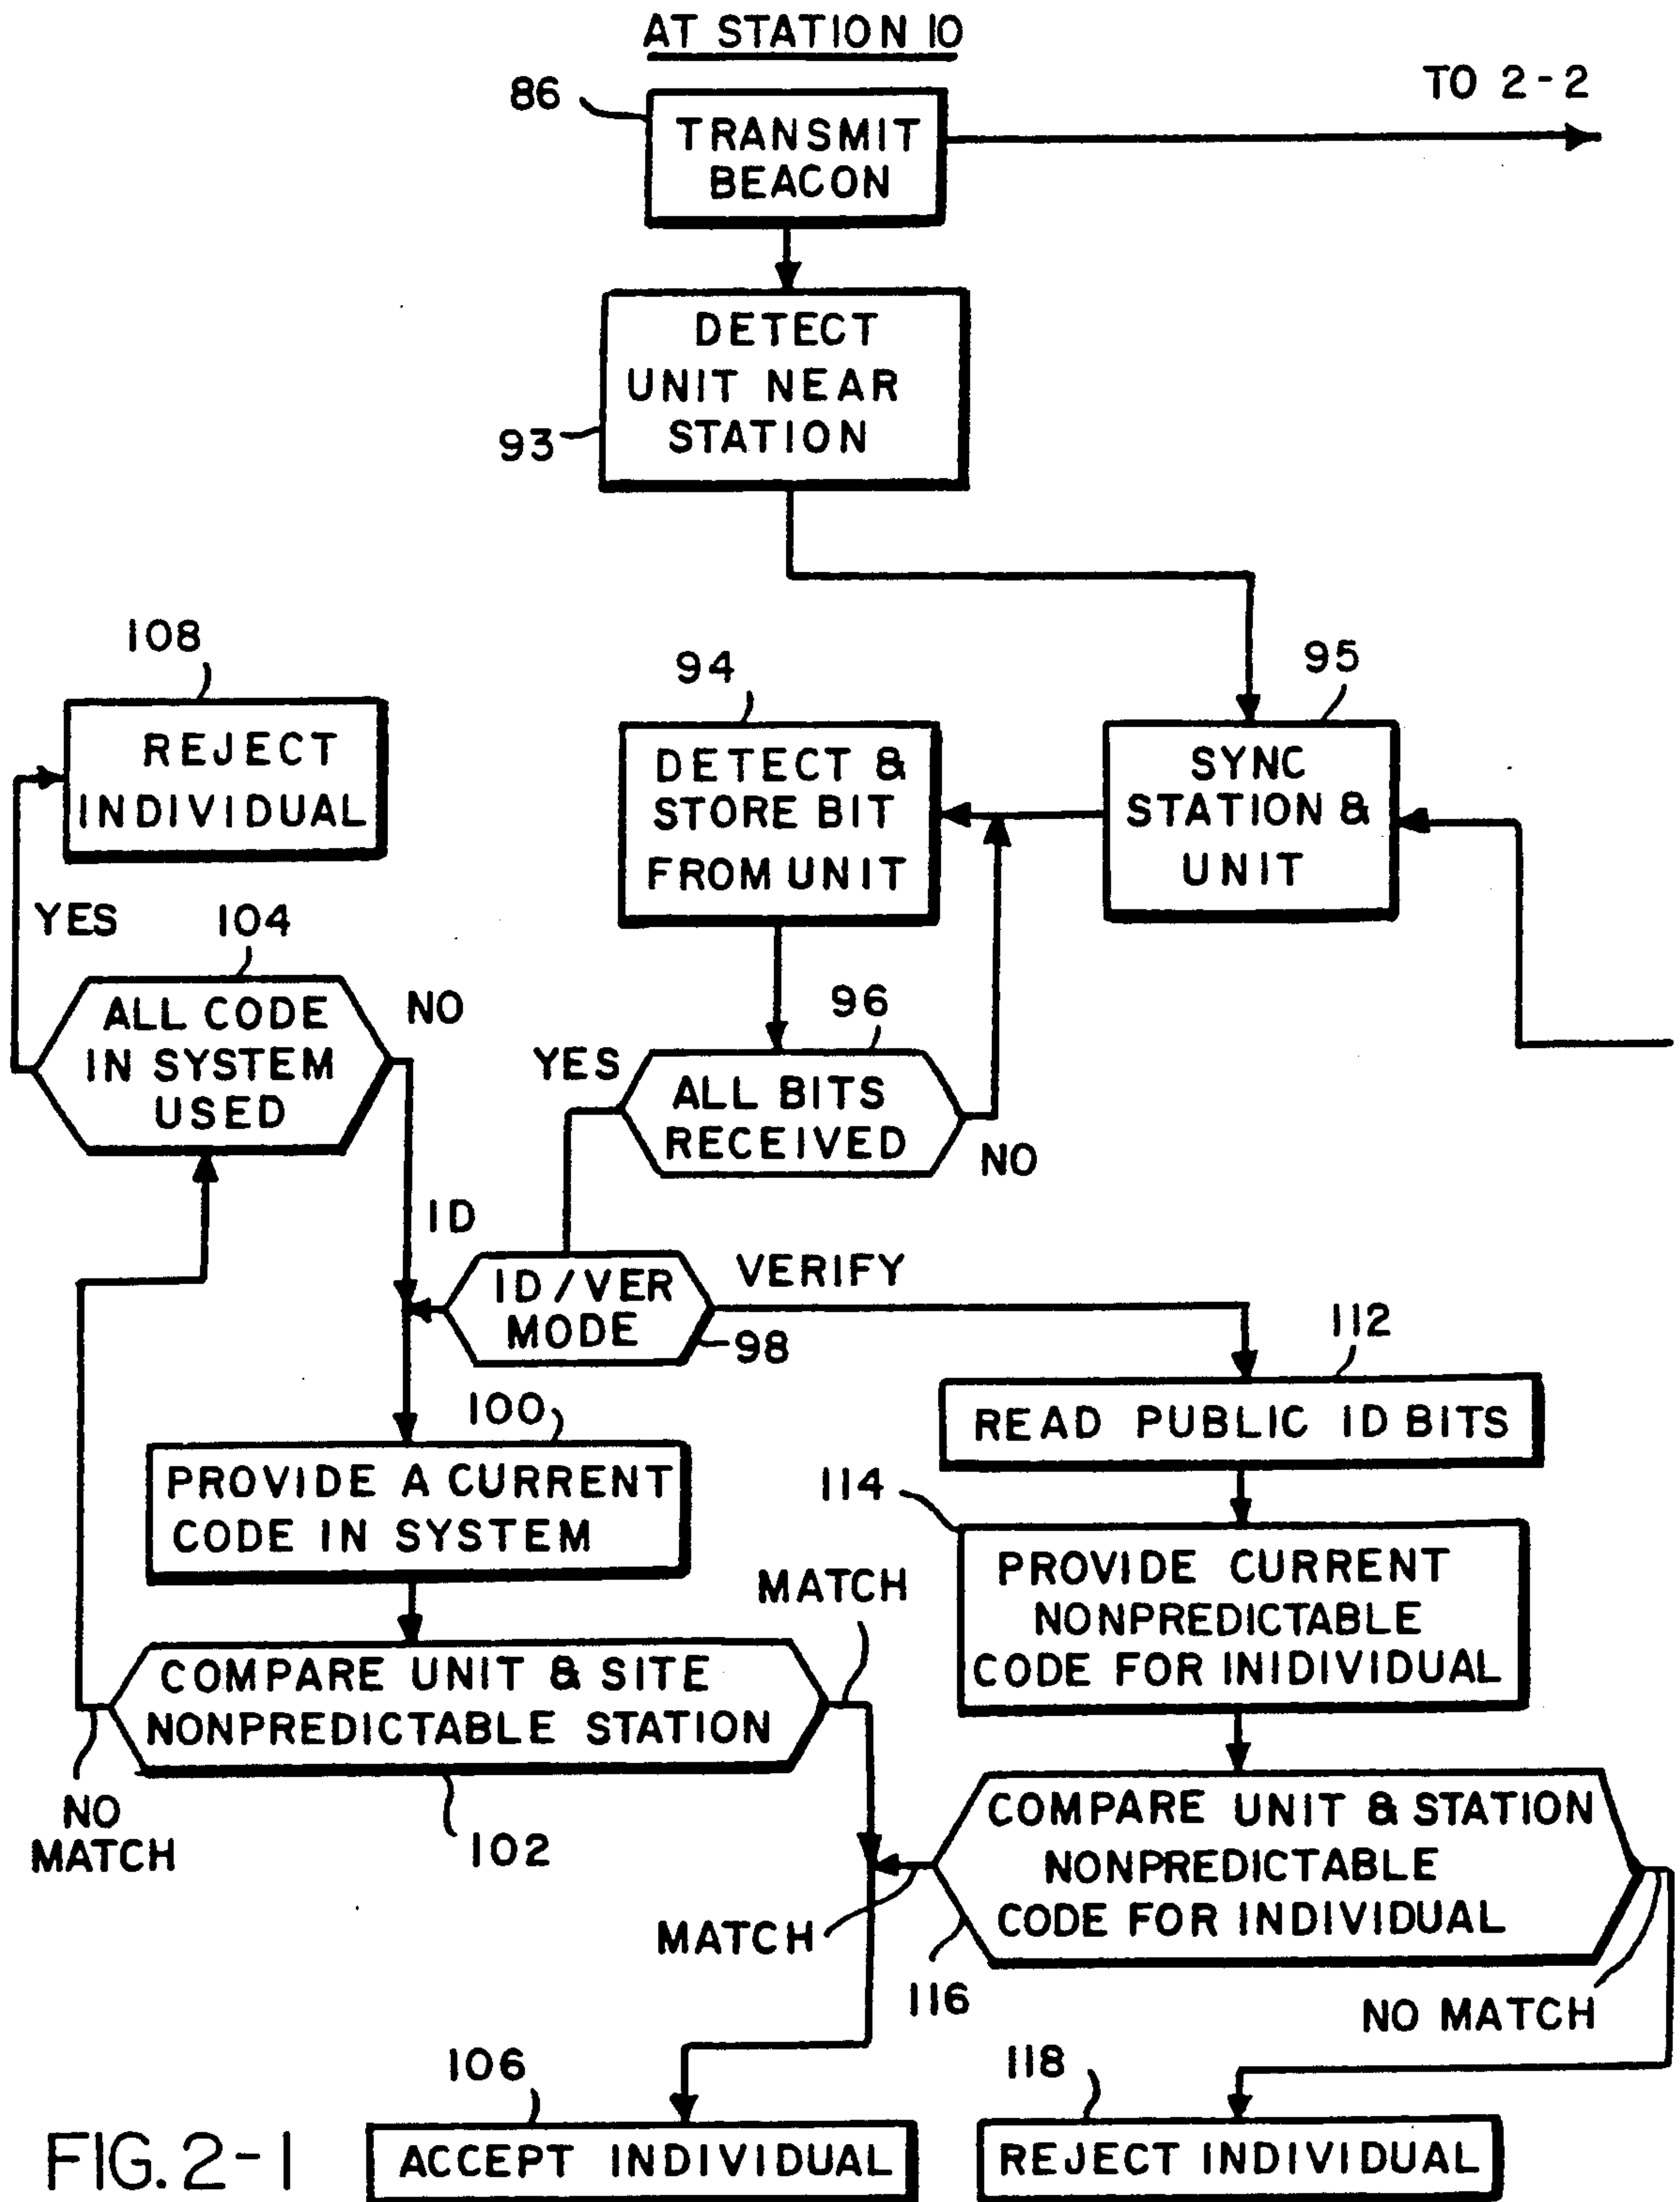 AT STATION 10
86
TRANSMIT
BEACON
TO 2-2
93
DETECT
UNIT NEAR
STATION
108
REJECT
INDIVIDUAL
94
DETECT &
STORE BIT
FROM UNIT
95
SYNC
STATION &
UNIT
YES
104
ALL CODE
IN SYSTEM
USED
NO
96
YES
ALL BITS
RECEIVED
NO
ID
ID/VER
MODE
VERIFY
98
112
READ PUBLIC ID BITS
100
PROVIDE A CURRENT
CODE IN SYSTEM
114
PROVIDE CURRENT
NONPREDICTABLE
CODE FOR INIDIVIDUAL
MATCH
COMPARE UNIT & SITE
NONPREDICTABLE STATION
NO
MATCH
102
COMPARE UNIT & STATION
NONPREDICTABLE
CODE FOR INDIVIDUAL
MATCH
116
NO MATCH
106
ACCEPT INDIVIDUAL
118
REJECT INDIVIDUAL
FIG. 2-1